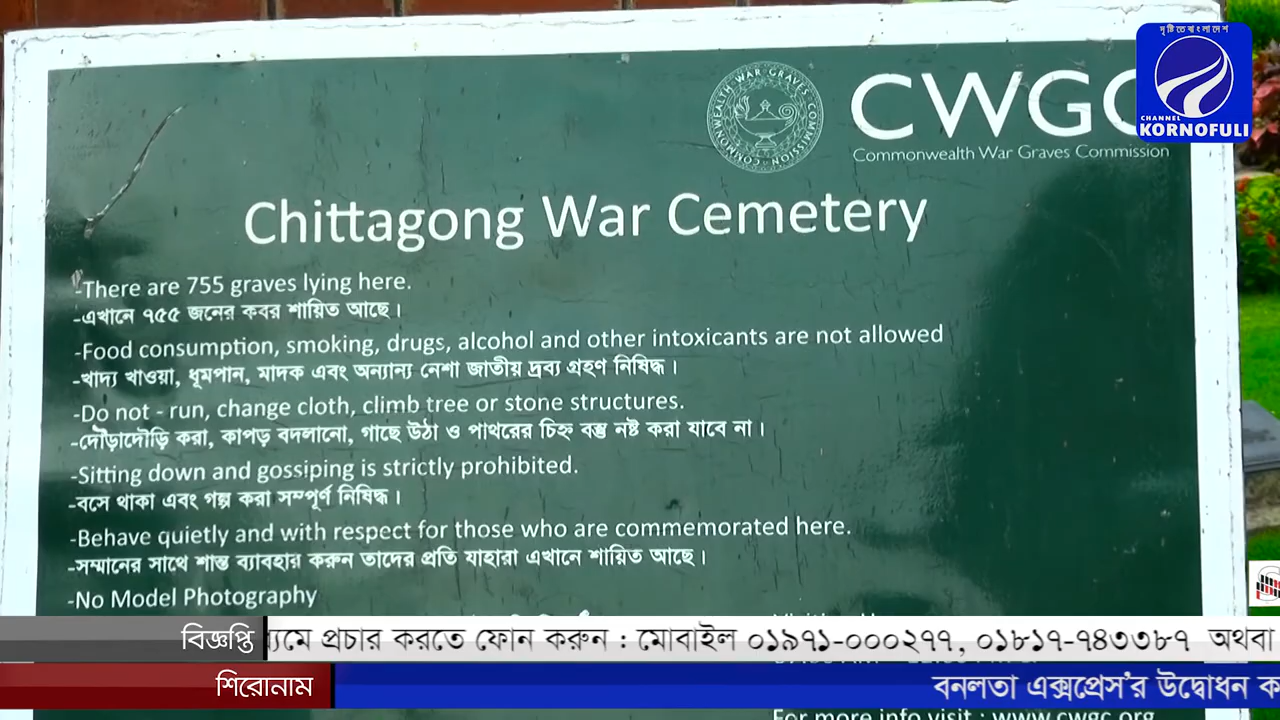 দৃষ্টিতে বাংলাদেশ
CHANNEL
KORNOFULI
COMMONWEALTH WAR GRAVES COMMISSION
CWGC
Commonwealth War Graves Commission
Chittagong War Cemetery
-There are 755 graves lying here.
-এখানে ৭৫৫ জনের কবর শায়িত আছে।
-Food consumption, smoking, drugs, alcohol and other intoxicants are not allowed
-খাদ্য খাওয়া, ধূমপান, মাদক এবং অন্যান্য নেশা জাতীয় দ্রব্য গ্রহণ নিষিদ্ধ।
-Do not - run, change cloth, climb tree or stone structures.
-দৌড়াদৌড়ি করা, কাপড় বদলানো, গাছে উঠা ও পাথরের চিহ্ন বস্তু নষ্ট করা যাবে না।
-Sitting down and gossiping is strictly prohibited.
-বসে থাকা এবং গল্প করা সম্পূর্ণ নিষিদ্ধ।
-Behave quietly and with respect for those who are commemorated here.
-সম্মানের সাথে শান্ত ব্যাবহার করুন তাদের প্রতি যাহারা এখানে শায়িত আছে।
-No Model Photography
বিজ্ঞপ্তি প্রচার করতে ফোন করুন : মোবাইল ০১৯৭১-০০০২৭৭, ০১৮১৭-৭৪৩৩৮৭ অথবা
শিরোনাম বনলতা এক্সপ্রেস'র উদ্বোধন
For more info visit : www.cwgc.org